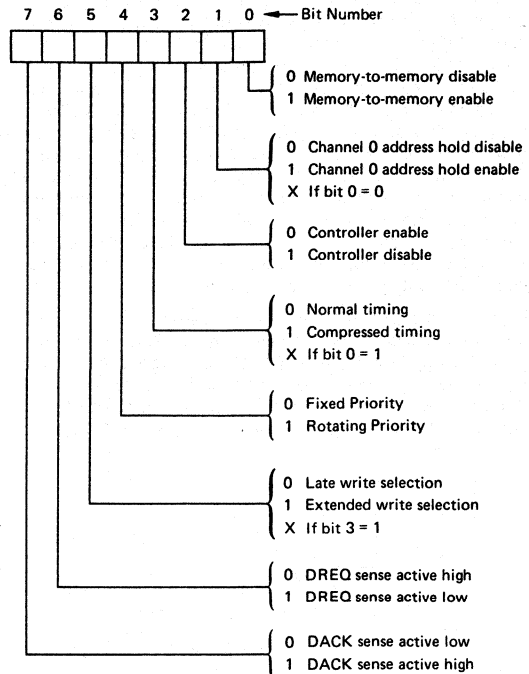 7 6 5 4 3 2 1 0 Bit Number
0 Memory-to-memory disable
1 Memory-to-memory enable
0 Channel 0 address hold disable
1 Channel 0 address hold enable
X If bit 0 = 0
0 Controller enable
1 Controller disable
0 Normal timing
1 Compressed timing
X If bit 0 = 1
0 Fixed Priority
1 Rotating Priority
0 Late write selection
1 Extended write selection
X If bit 3 = 1
0 DREQ sense active high
1 DREQ sense active low
0 DACK sense active low
1 DACK sense active high